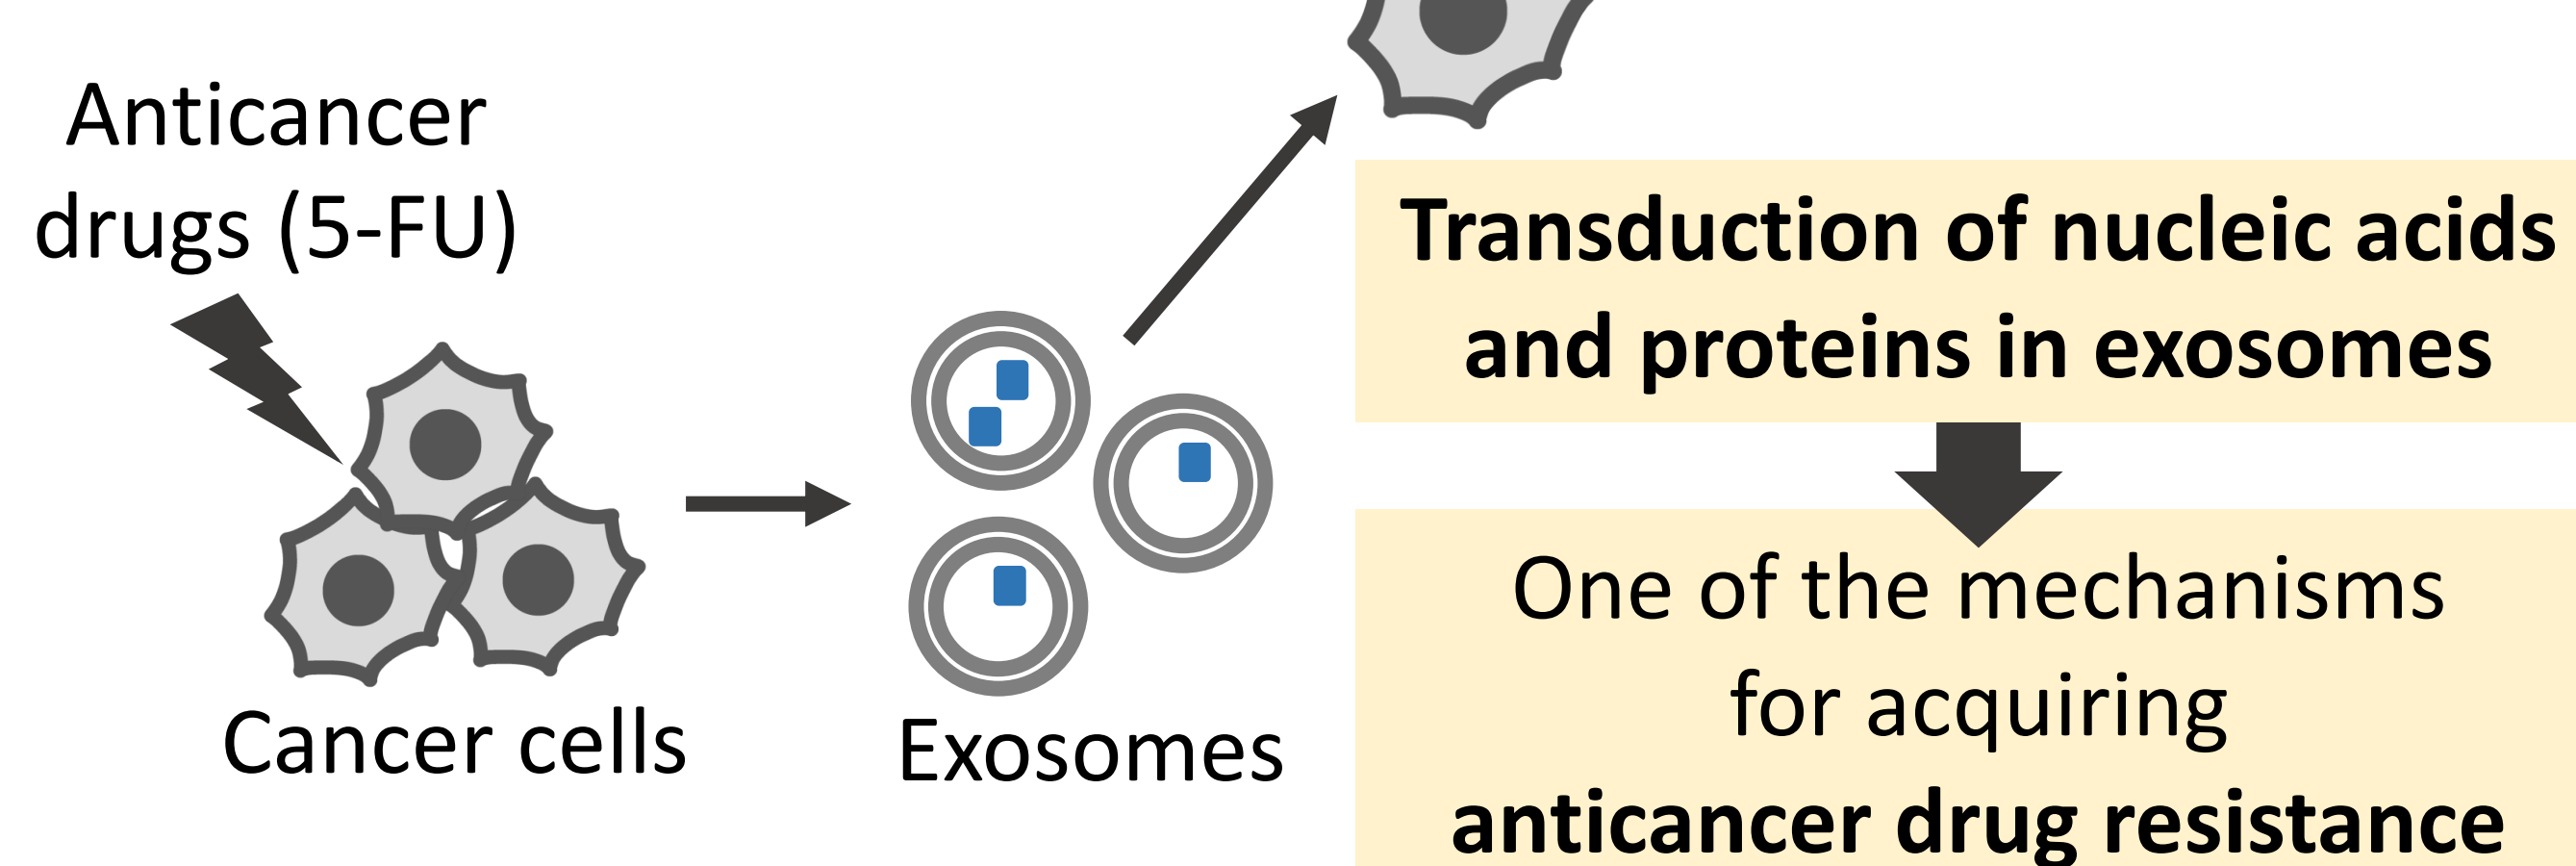 Anticancer
drugs (5-FU)
Cancer cells
Exosomes
Transduction of nucleic acids
and proteins in exosomes
One of the mechanisms
for acquiring
anticancer drug resistance